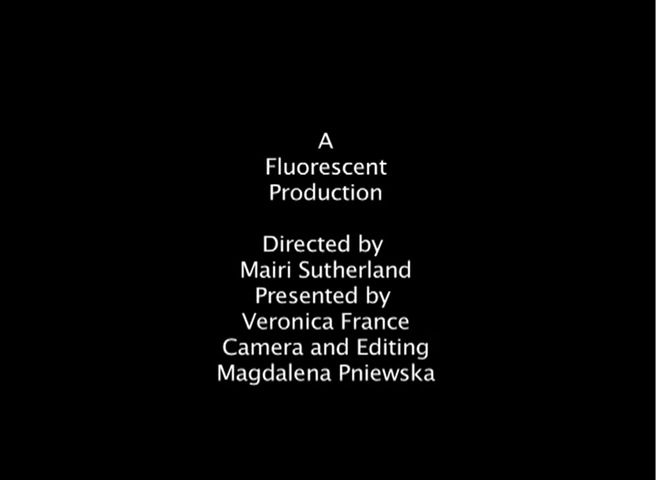 A
Fluorescent
Production
Directed by
Mairi Sutherland
Presented by
Veronica France
Camera and Editing
Magdalena Pniewska